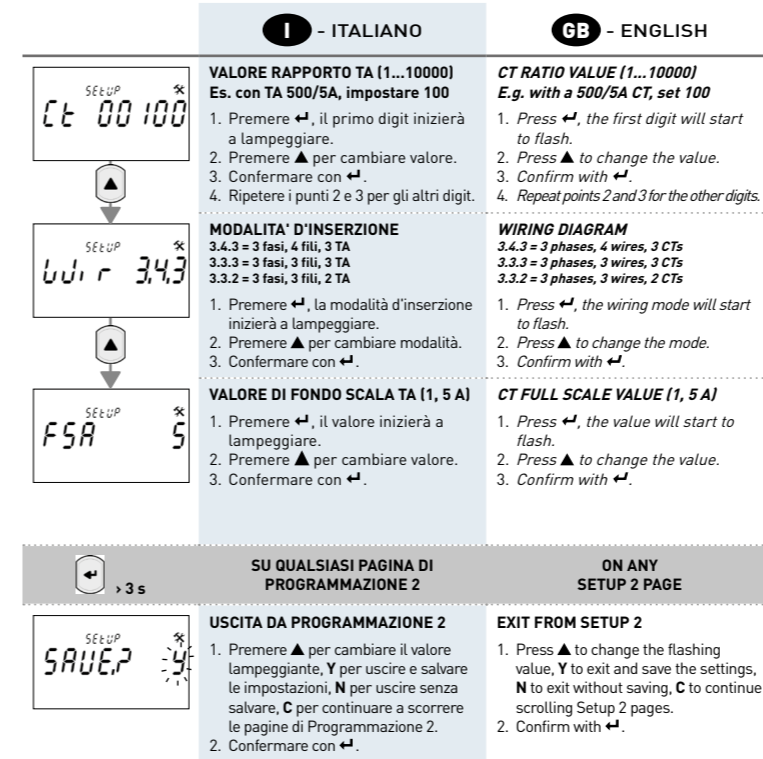 I - ITALIANO
GB - ENGLISH
SETUP
Ct 00100
VALORE RAPPORTO TA (1...10000)
Es. con TA 500/5A, impostare 100
1. Premere ↵, il primo digit inizierà
a lampeggiare.
2. Premere ▲ per cambiare valore.
3. Confermare con ↵.
4. Ripetere i punti 2 e 3 per gli altri digit.
CT RATIO VALUE (1...10000)
E.g. with a 500/5A CT, set 100
1. Press ↵, the first digit will start
to flash.
2. Press ▲ to change the value.
3. Confirm with ↵.
4. Repeat points 2 and 3 for the other digits.
▲
SETUP
Wir 3.4.3
MODALITA' D'INSERZIONE
3.4.3 = 3 fasi, 4 fili, 3 TA
3.3.3 = 3 fasi, 3 fili, 3 TA
3.3.2 = 3 fasi, 3 fili, 2 TA
1. Premere ↵, la modalità d'inserzione
inizierà a lampeggiare.
2. Premere ▲ per cambiare modalità.
3. Confermare con ↵.
WIRING DIAGRAM
3.4.3 = 3 phases, 4 wires, 3 CTs
3.3.3 = 3 phases, 3 wires, 3 CTs
3.3.2 = 3 phases, 3 wires, 2 CTs
1. Press ↵, the wiring mode will start
to flash.
2. Press ▲ to change the mode.
3. Confirm with ↵.
▲
SETUP
FSA 5
VALORE DI FONDO SCALA TA (1, 5 A)
1. Premere ↵, il valore inizierà a
lampeggiare.
2. Premere ▲ per cambiare valore.
3. Confermare con ↵.
CT FULL SCALE VALUE (1, 5 A)
1. Press ↵, the value will start to
flash.
2. Press ▲ to change the value.
3. Confirm with ↵.
↵ > 3 s
SU QUALSIASI PAGINA DI
PROGRAMMAZIONE 2
ON ANY
SETUP 2 PAGE
SETUP
SAVE? Y
USCITA DA PROGRAMMAZIONE 2
1. Premere ▲ per cambiare il valore
lampeggiante, Y per uscire e salvare
le impostazioni, N per uscire senza
salvare, C per continuare a scorrere
le pagine di Programmazione 2.
2. Confermare con ↵.
EXIT FROM SETUP 2
1. Press ▲ to change the flashing
value, Y to exit and save the settings,
N to exit without saving, C to continue
scrolling Setup 2 pages.
2. Confirm with ↵.